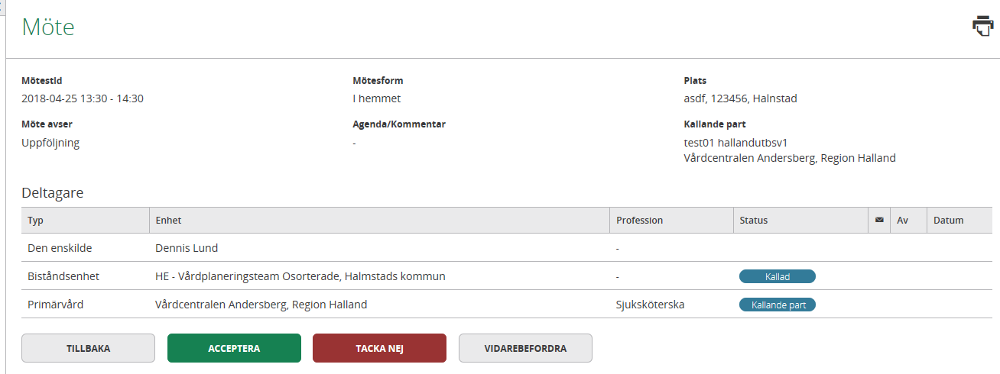 Möte
Mötestid Mötesform Plats
2018-04-25 13:30 - 14:30 I hemmet asdf, 123456, Halnstad
Möte avser Agenda/Kommentar Kallande part
Uppföljning - test01 hallandutbsv1
Vårdcentralen Andersberg, Region Halland
Deltagare
Typ Enhet Profession Status Av Datum
Den enskilde Dennis Lund -
Biståndsenhet HE - Vårdplaneringsteam Osorterade, Halmstads kommun - Kallad
Primärvård Vårdcentralen Andersberg, Region Halland Sjuksköterska Kallande part
TILLBAKA ACCEPTERA TACKA NEJ VIDAREBEFORDRA